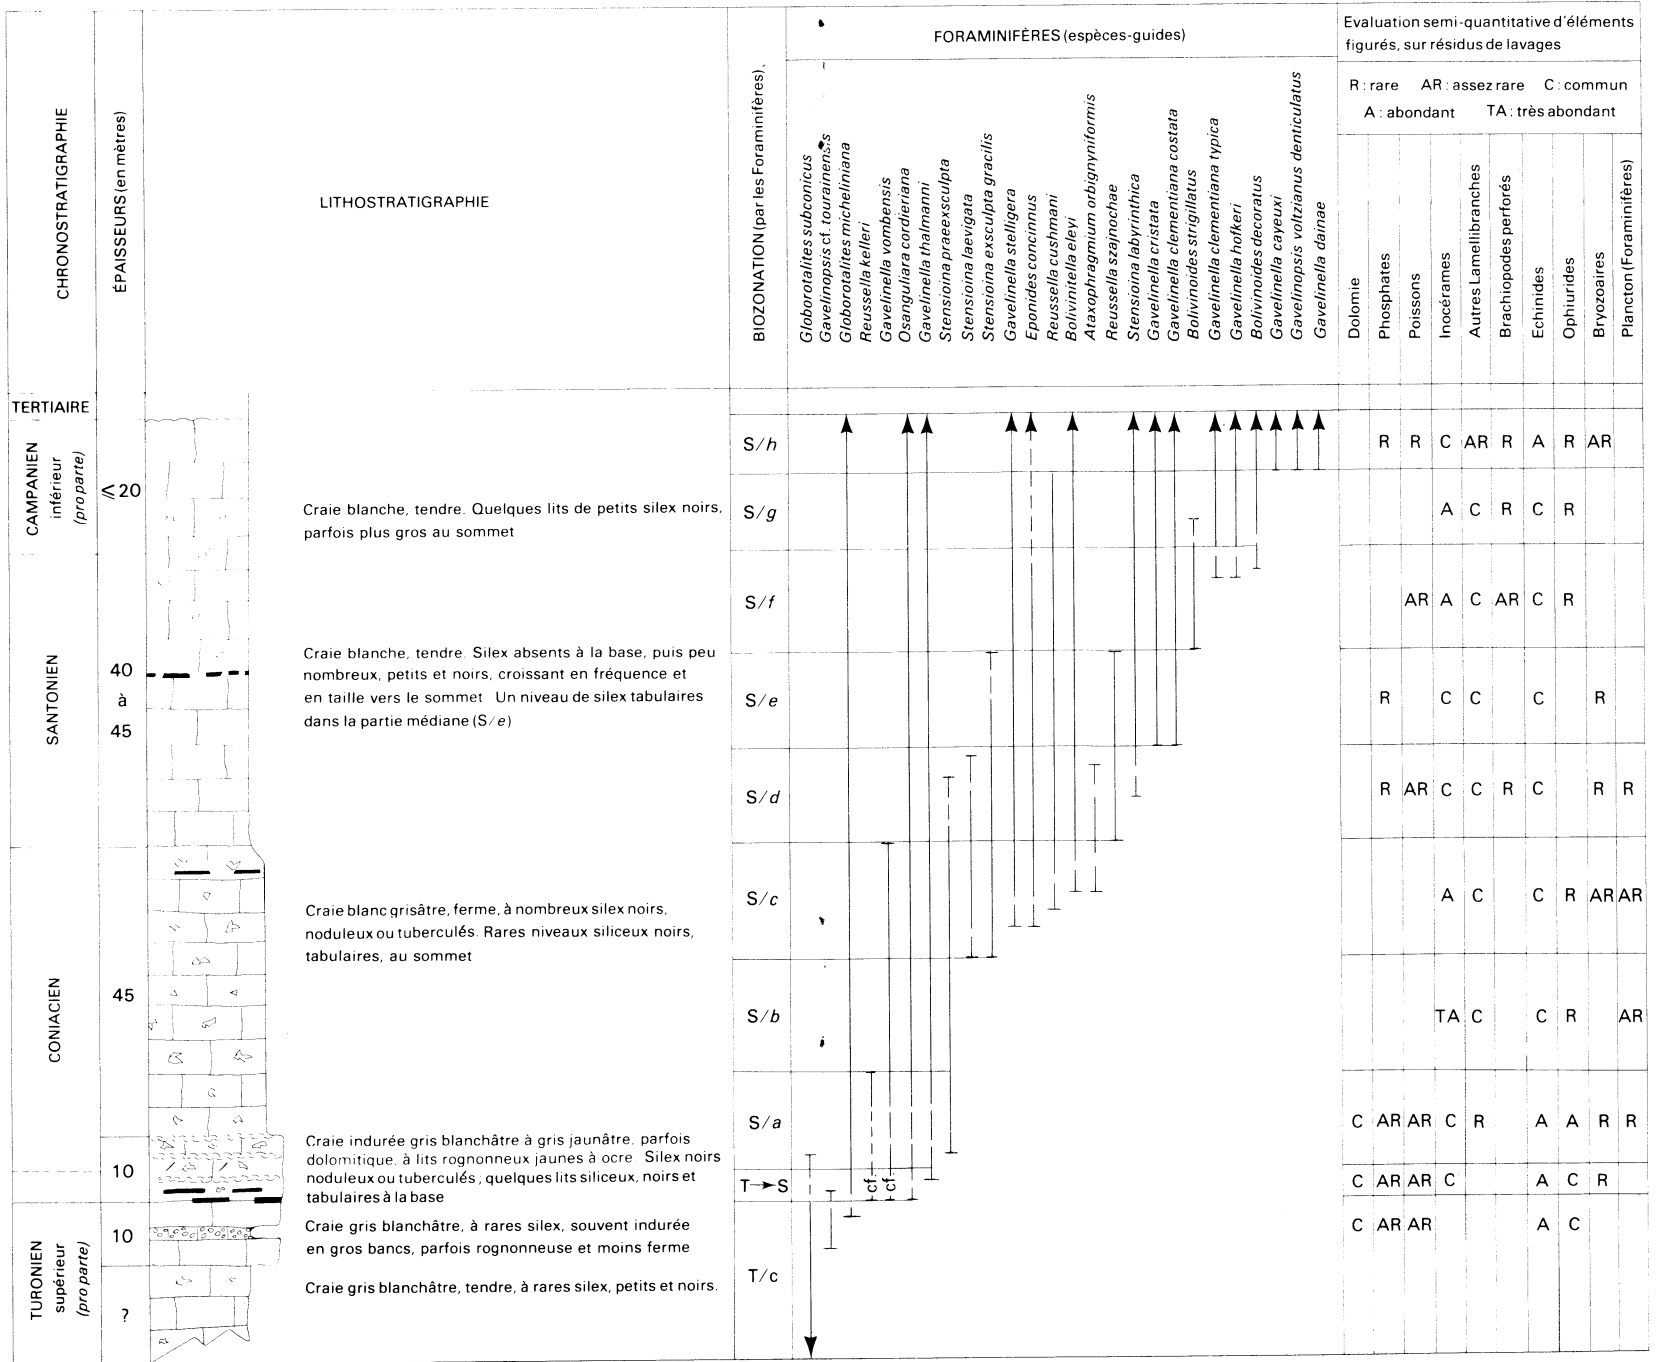 CHRONOSTRATIGRAPHIE
ÉPAISSEURS (en mètres)
LITHOSTRATIGRAPHIE
BIOZONATION (par les Foraminifères).
FORAMINIFÈRES (espèces-guides)
Globorotalites subconicus
Gavelinopsis cf. tourainensis
Globorotalites micheliniana
Reussella kelleri
Gavelinella vombensis
Osangularia cordieriana
Gavelinella thalmanni
Stensioina praeexsculpta
Stensioina laevigata
Stensioina exsculpta gracilis
Gavelinella stelligera
Eponides concinnus
Reussella cushmani
Bolivinitella eleyi
Ataxophragmium orbignyniformis
Reussella szajnochae
Stensioina labyrinthica
Gavelinella cristata
Gavelinella clementiana costata
Bolivinoides strigillatus
Gavelinella clementiana typica
Gavelinella hofkeri
Bolivinoides decoratus
Gavelinella cayeuxi
Gavelinopsis voltzianus denticulatus
Gavelinella dainae
Evaluation semi-quantitative d'éléments
figurés, sur résidus de lavages
R : rare AR : assez rare C : commun
A : abondant TA : très abondant
Dolomie
Phosphates
Poissons
Inocérames
Autres Lamellibranches
Brachiopodes perforés
Echinides
Ophiurides
Bryozoaires
Plancton (Foraminifères)
TERTIAIRE
CAMPANIEN
inférieur
(pro parte)
⩽ 20
Craie blanche, tendre. Quelques lits de petits silex noirs,
parfois plus gros au sommet
S/h
R R C AR R A R AR
S/g
A C R C R
SANTONIEN
40
à
45
Craie blanche, tendre. Silex absents à la base, puis peu
nombreux, petits et noirs, croissant en fréquence et
en taille vers le sommet Un niveau de silex tabulaires
dans la partie médiane (S/e)
S/f
AR A C AR C R
S/e
R C C C R
S/d
R AR C C R C R R
CONIACIEN
45
Craie blanc grisâtre, ferme, à nombreux silex noirs,
noduleux ou tuberculés. Rares niveaux siliceux noirs,
tabulaires, au sommet
S/c
A C C R AR AR
S/b
TA C C R AR
S/a
C AR AR C R A A R R
10
Craie indurée gris blanchâtre à gris jaunâtre, parfois
dolomitique, à lits rognonneux jaunes à ocre Silex noirs
noduleux ou tuberculés ; quelques lits siliceux, noirs et
tabulaires à la base
T→S
cf.
cf.
C AR AR C A C R
TURONIEN
supérieur
(pro parte)
10
Craie gris blanchâtre, à rares silex, souvent indurée
en gros bancs, parfois rognonneuse et moins ferme
C AR AR A C
T/c
?
Craie gris blanchâtre, tendre, à rares silex, petits et noirs.